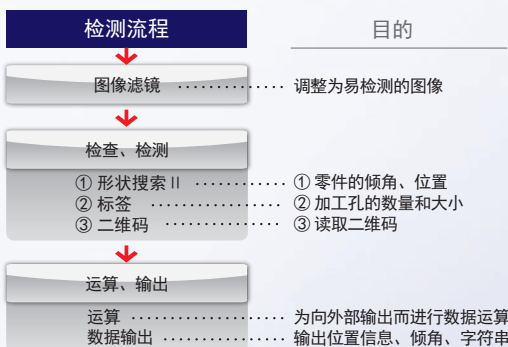 检测流程 目的
图像滤镜 ·············· 调整为易检测的图像
检查、检测
① 形状搜索Ⅱ ············ ① 零件的倾角、位置
② 标签 ················· ② 加工孔的数量和大小
③ 二维码 ··············· ③ 读取二维码
运算、输出
运算 ···················· 为向外部输出而进行数据运算
数据输出 ················ 输出位置信息、倾角、字符串